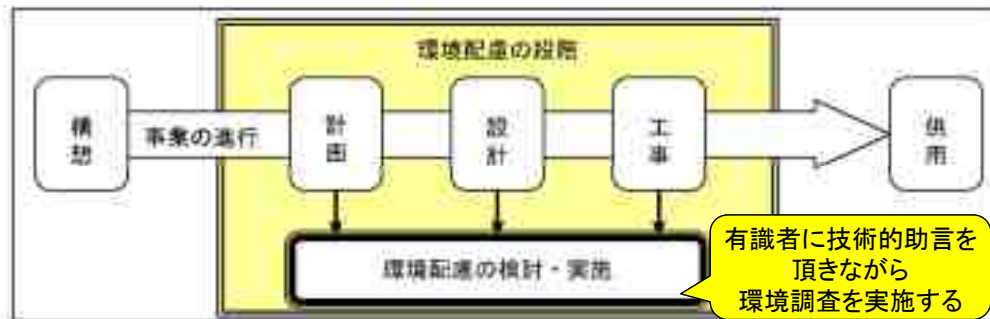 環境配慮の段階
構想
事業の進行
計画
設計
工事
供用
環境配慮の検討・実施
有識者に技術的助言を
頂きながら
環境調査を実施する